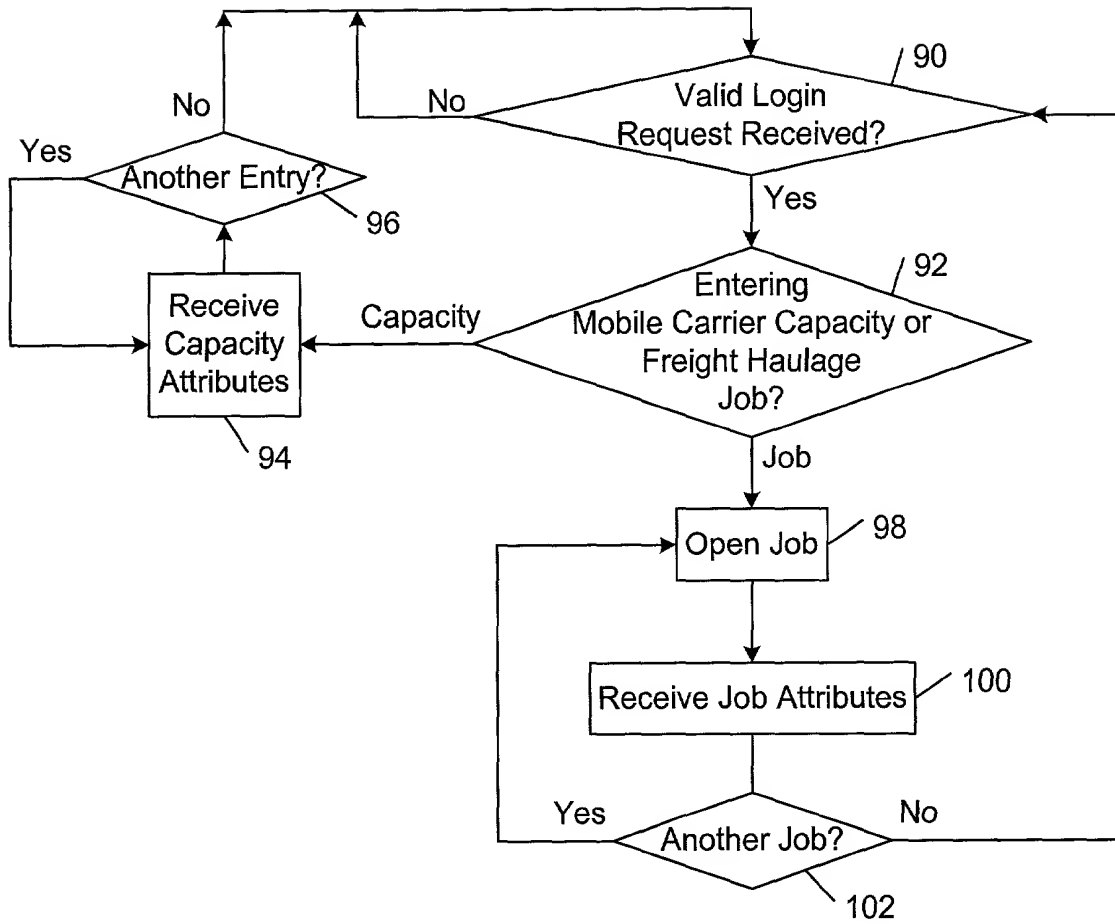 90
Valid Login
Request Received?
No
No
Yes
Another Entry?
96
Yes
92
Entering
Mobile Carrier Capacity or
Freight Haulage
Job?
Capacity
Receive
Capacity
Attributes
94
Job
Open Job
98
Receive Job Attributes
100
Yes
No
Another Job?
102